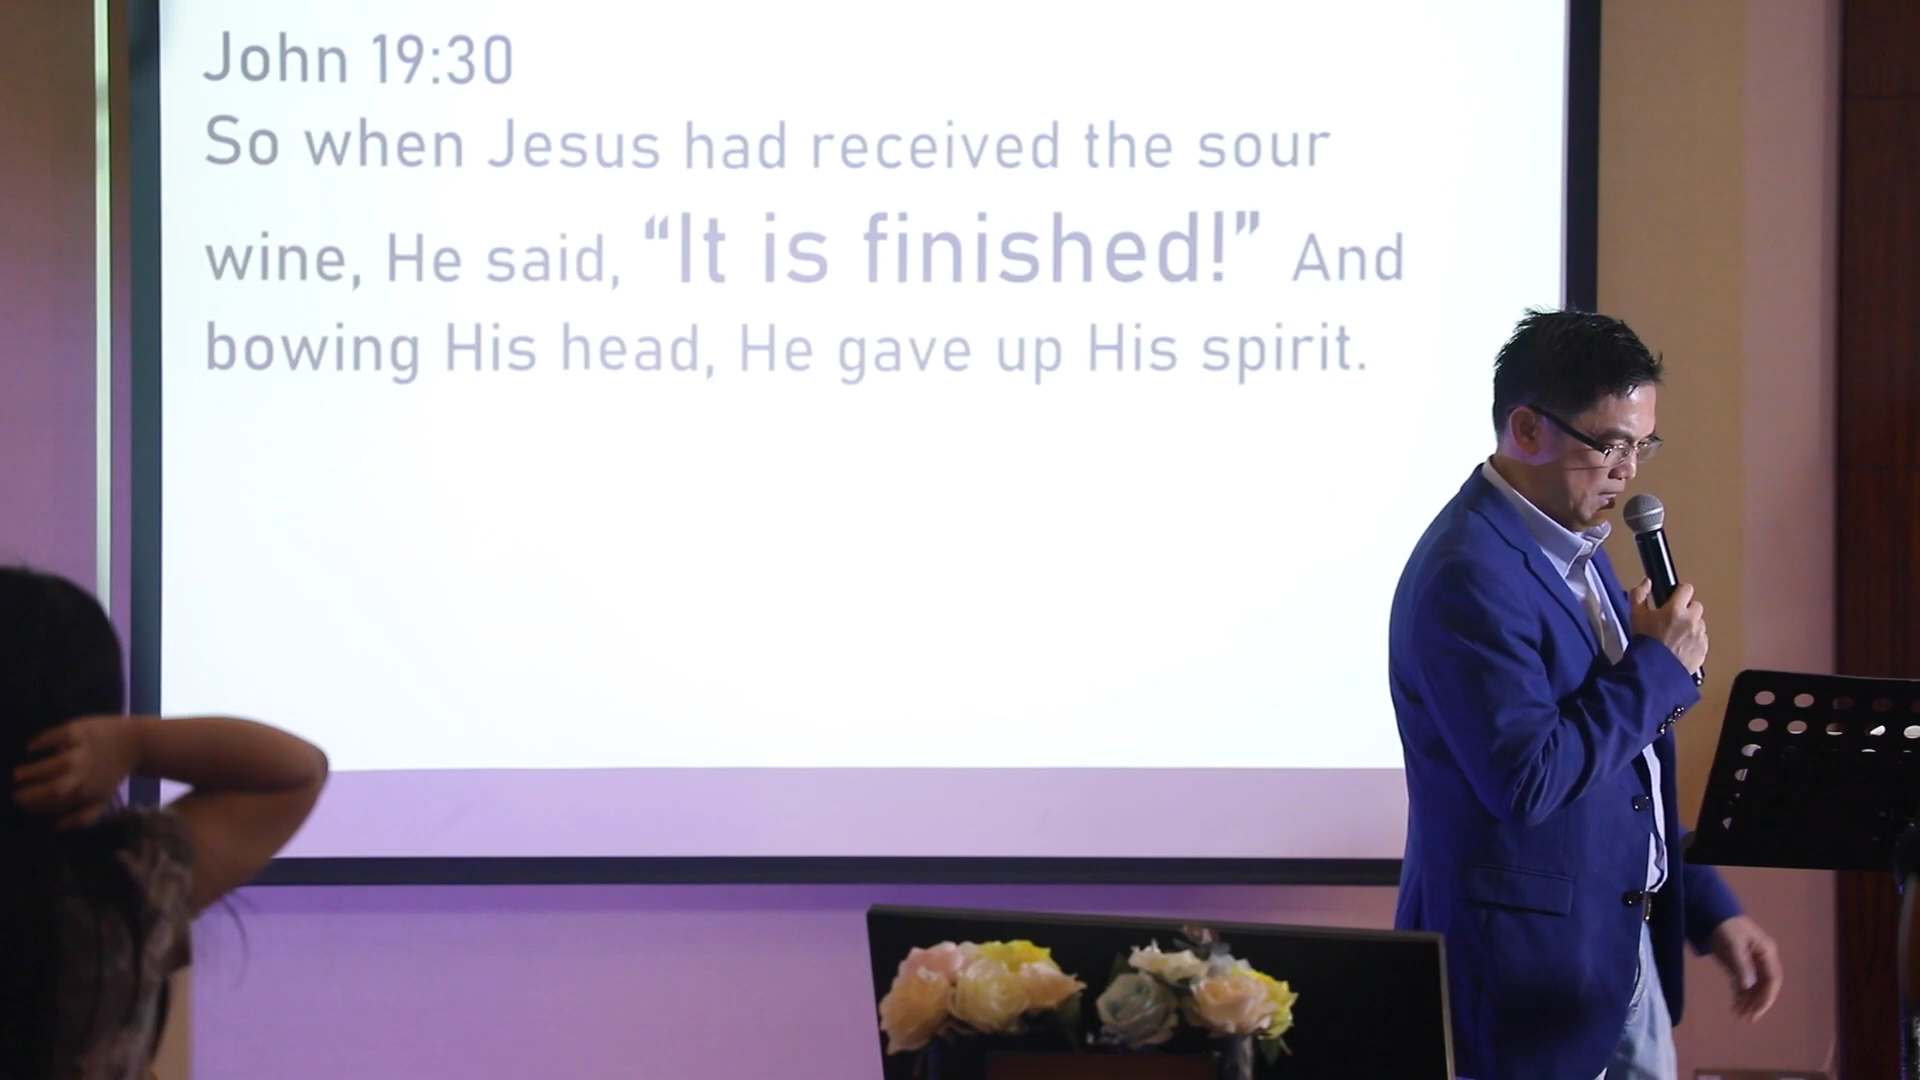 John 19:30
So when Jesus had received the sour
wine, He said, “It is finished!” And
bowing His head, He gave up His spirit.